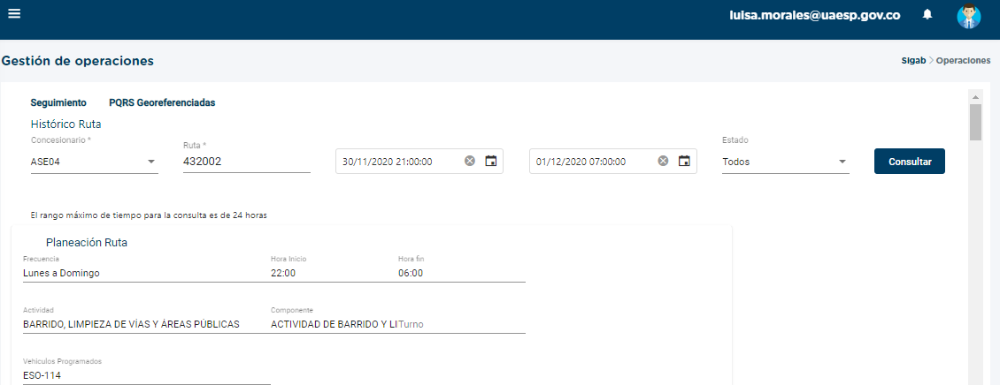 luisa.morales@uaesp.gov.co
Gestión de operaciones
Sigab > Operaciones
Seguimiento PQRS Georeferenciadas
Histórico Ruta
Concesionario * Ruta * Estado
ASE04 432002 30/11/2020 21:00:00 01/12/2020 07:00:00 Todos Consultar
El rango máximo de tiempo para la consulta es de 24 horas
Planeación Ruta
Frecuencia Hora Inicio Hora fin
Lunes a Domingo 22:00 06:00
Actividad Componente
BARRIDO, LIMPIEZA DE VÍAS Y ÁREAS PÚBLICAS ACTIVIDAD DE BARRIDO Y LI Turno
Vehículos Programados
ESO-114